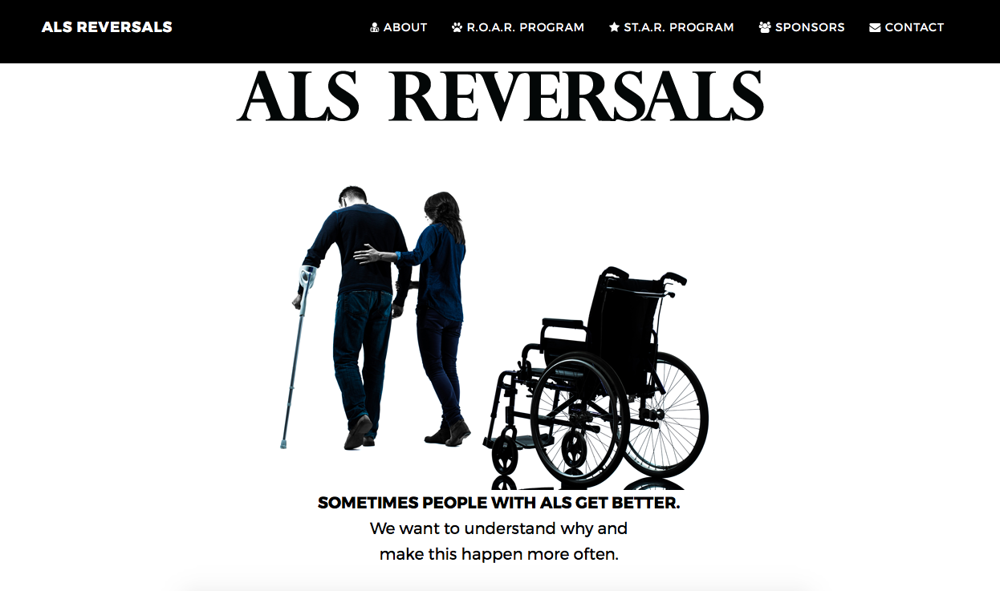 ALS REVERSALS
ABOUT
R.O.A.R. PROGRAM
ST.A.R. PROGRAM
SPONSORS
CONTACT
ALS REVERSALS
SOMETIMES PEOPLE WITH ALS GET BETTER.
We want to understand why and
make this happen more often.